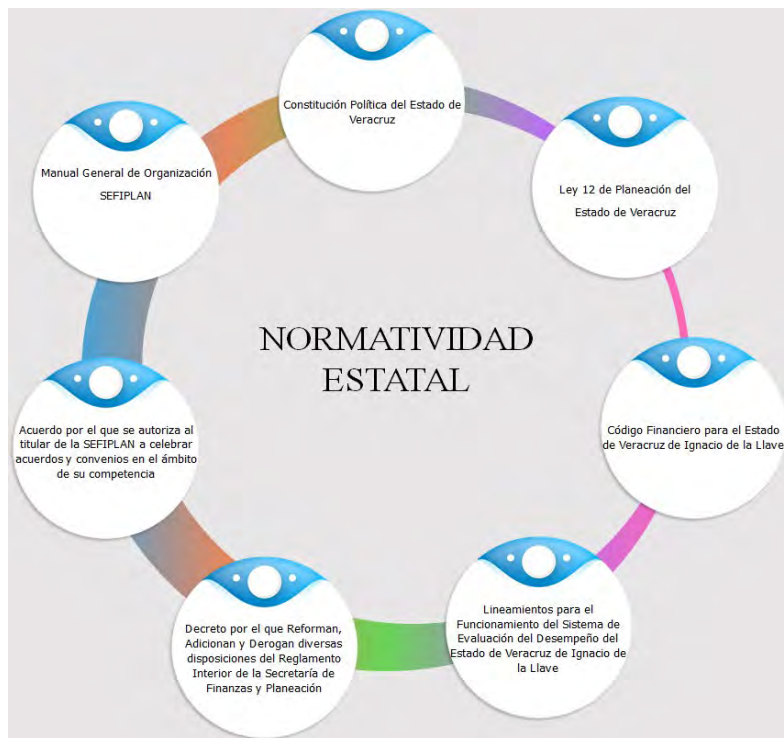 Constitución Política del Estado de
Veracruz
Ley 12 de Planeación del
Estado de Veracruz
Código Financiero para el Estado
de Veracruz de Ignacio de la Llave
Lineamientos para el
Funcionamiento del Sistema de
Evaluación del Desempeño del
Estado de Veracruz de Ignacio de
la Llave
Decreto por el que Reforman,
Adicionan y Derogan diversas
disposiciones del Reglamento
Interior de la Secretaría de
Finanzas y Planeación
Acuerdo por el que se autoriza al
titular de la SEFIPLAN a celebrar
acuerdos y convenios en el ámbito
de su competencia
Manual General de Organización
SEFIPLAN
NORMATIVIDAD
ESTATAL